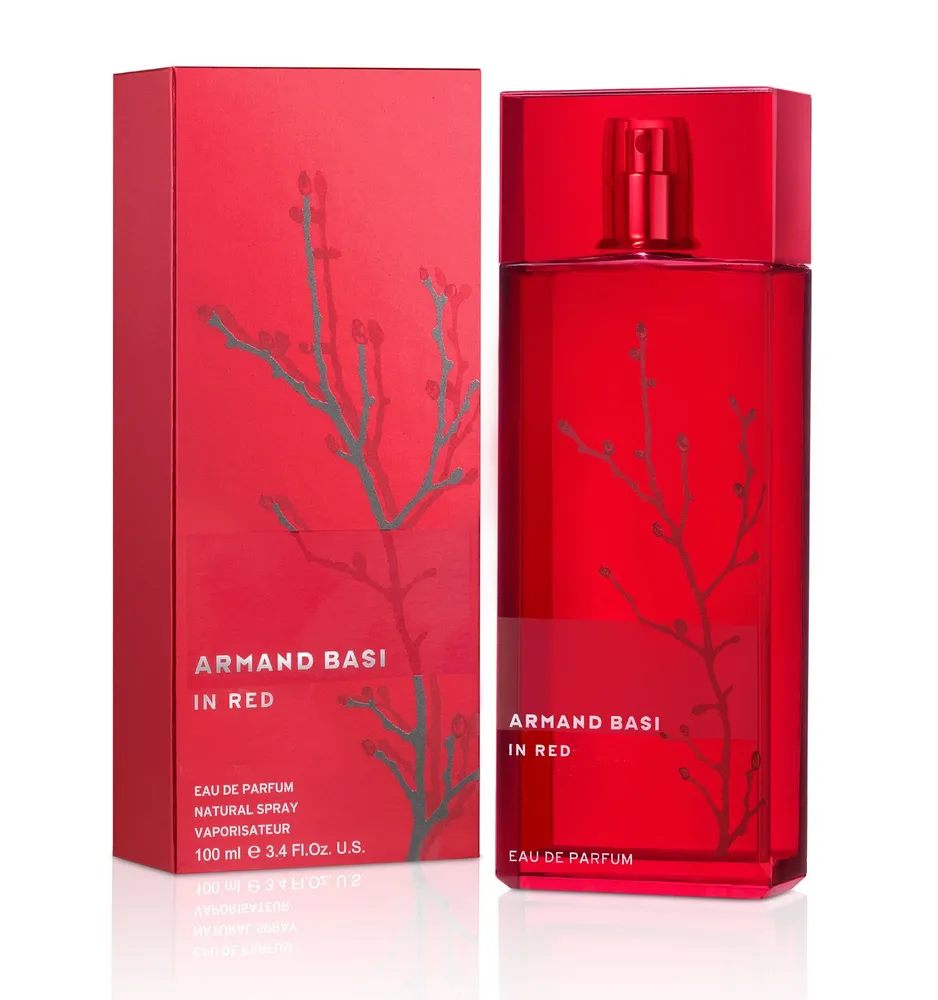 ARMAND BASI
IN RED
EAU DE PARFUM
NATURAL SPRAY
VAPORISATEUR
100 ml ℮ 3.4 Fl.Oz. U.S.
ARMAND BASI
IN RED
EAU DE PARFUM